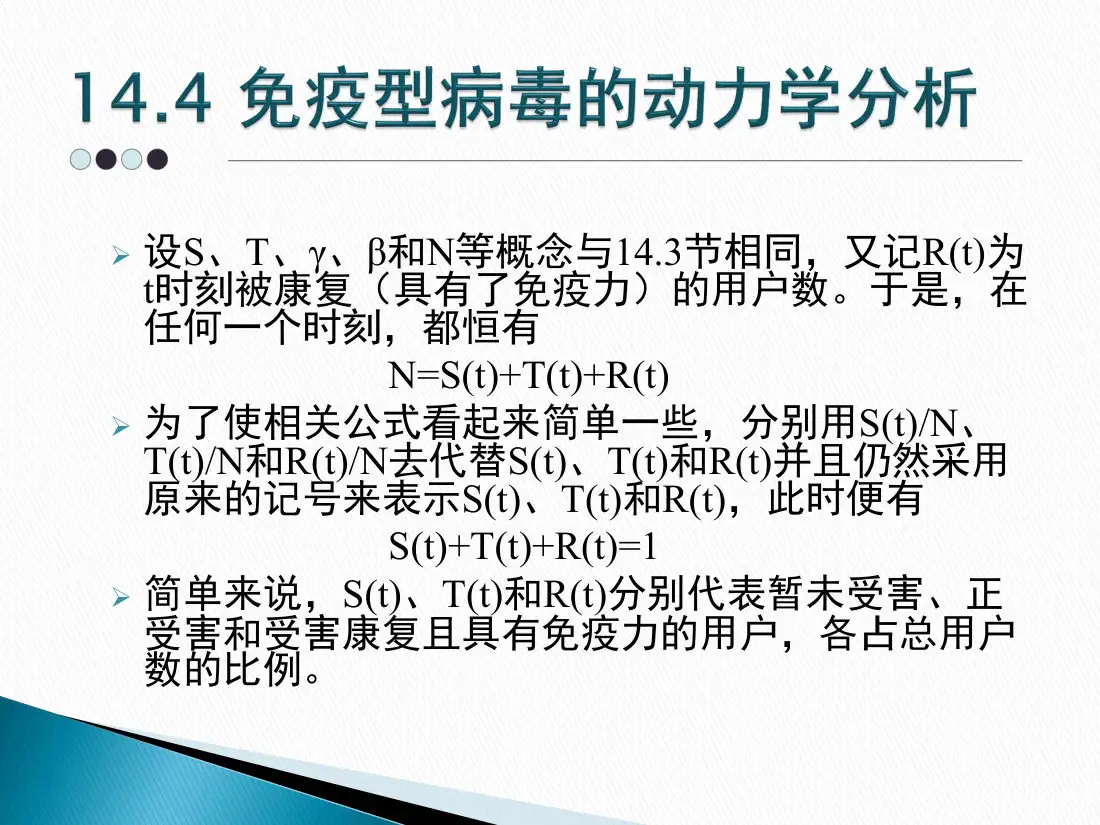 14.4 免疫型病毒的动力学分析
设S、T、γ、β和N等概念与14.3节相同，又记R(t)为
t时刻被康复（具有了免疫力）的用户数。于是，在
任何一个时刻，都恒有
N=S(t)+T(t)+R(t)
为了使相关公式看起来简单一些，分别用S(t)/N、
T(t)/N和R(t)/N去代替S(t)、T(t)和R(t)并且仍然采用
原来的记号来表示S(t)、T(t)和R(t)，此时便有
S(t)+T(t)+R(t)=1
简单来说，S(t)、T(t)和R(t)分别代表暂未受害、正
受害和受害康复且具有免疫力的用户，各占总用户
数的比例。